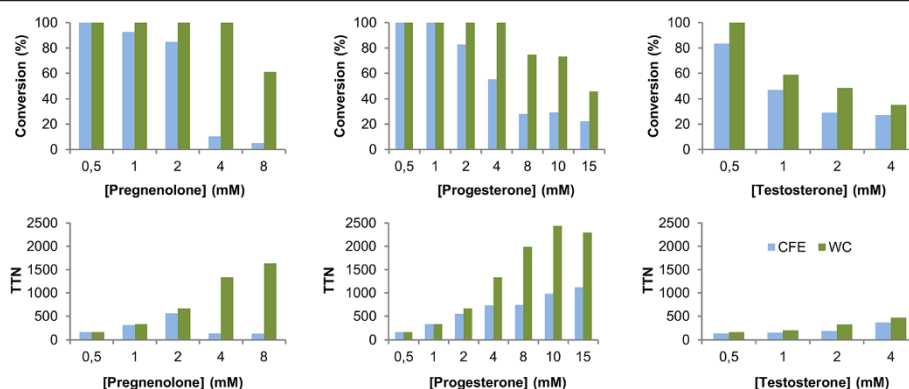 Conversion (%)
100
80
60
40
20
0
0,5 1 2 4 8
[Pregnenolone] (mM)
Conversion (%)
100
80
60
40
20
0
0,5 1 2 4 8 10 15
[Progesterone] (mM)
Conversion (%)
100
80
60
40
20
0
0,5 1 2 4
[Testosterone] (mM)
TTN
2500
2000
1500
1000
500
0
0,5 1 2 4 8
[Pregnenolone] (mM)
TTN
2500
2000
1500
1000
500
0
0,5 1 2 4 8 10 15
[Progesterone] (mM)
TTN
2500
2000
1500
1000
500
0
CFE WC
0,5 1 2 4
[Testosterone] (mM)